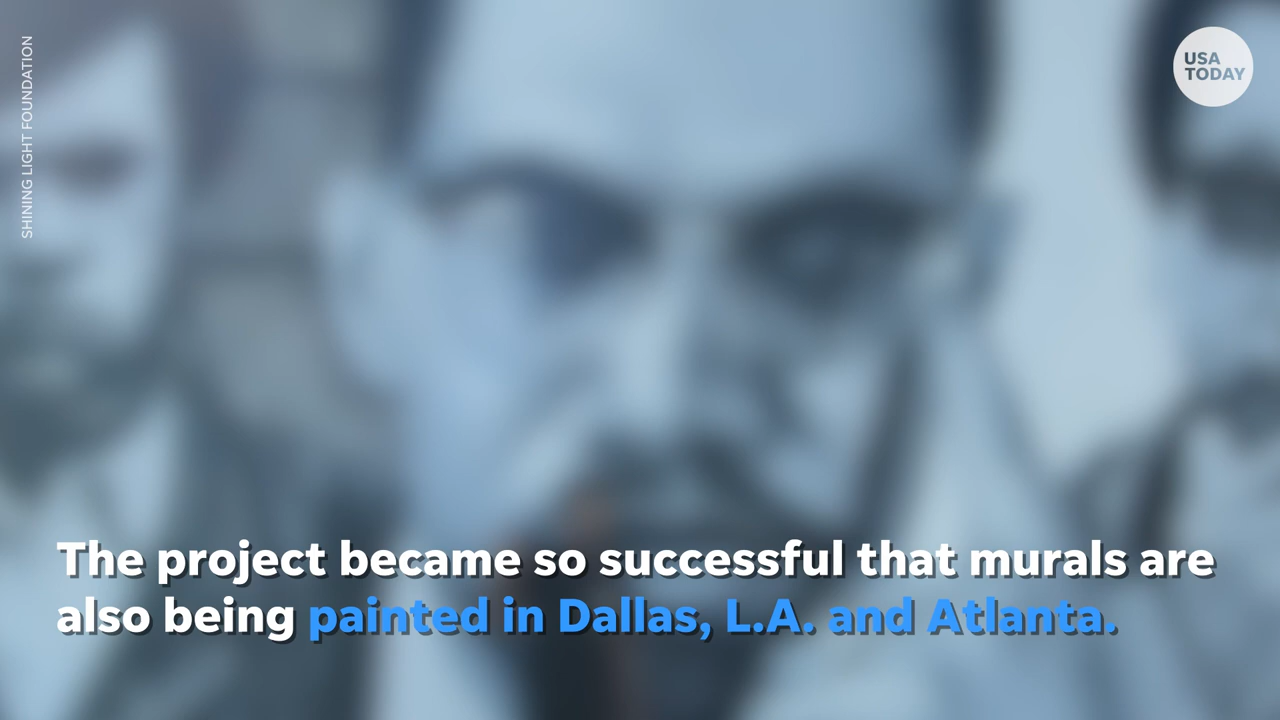 SHINING LIGHT FOUNDATION
USA
TODAY
The project became so successful that murals are
also being painted in Dallas, L.A. and Atlanta.